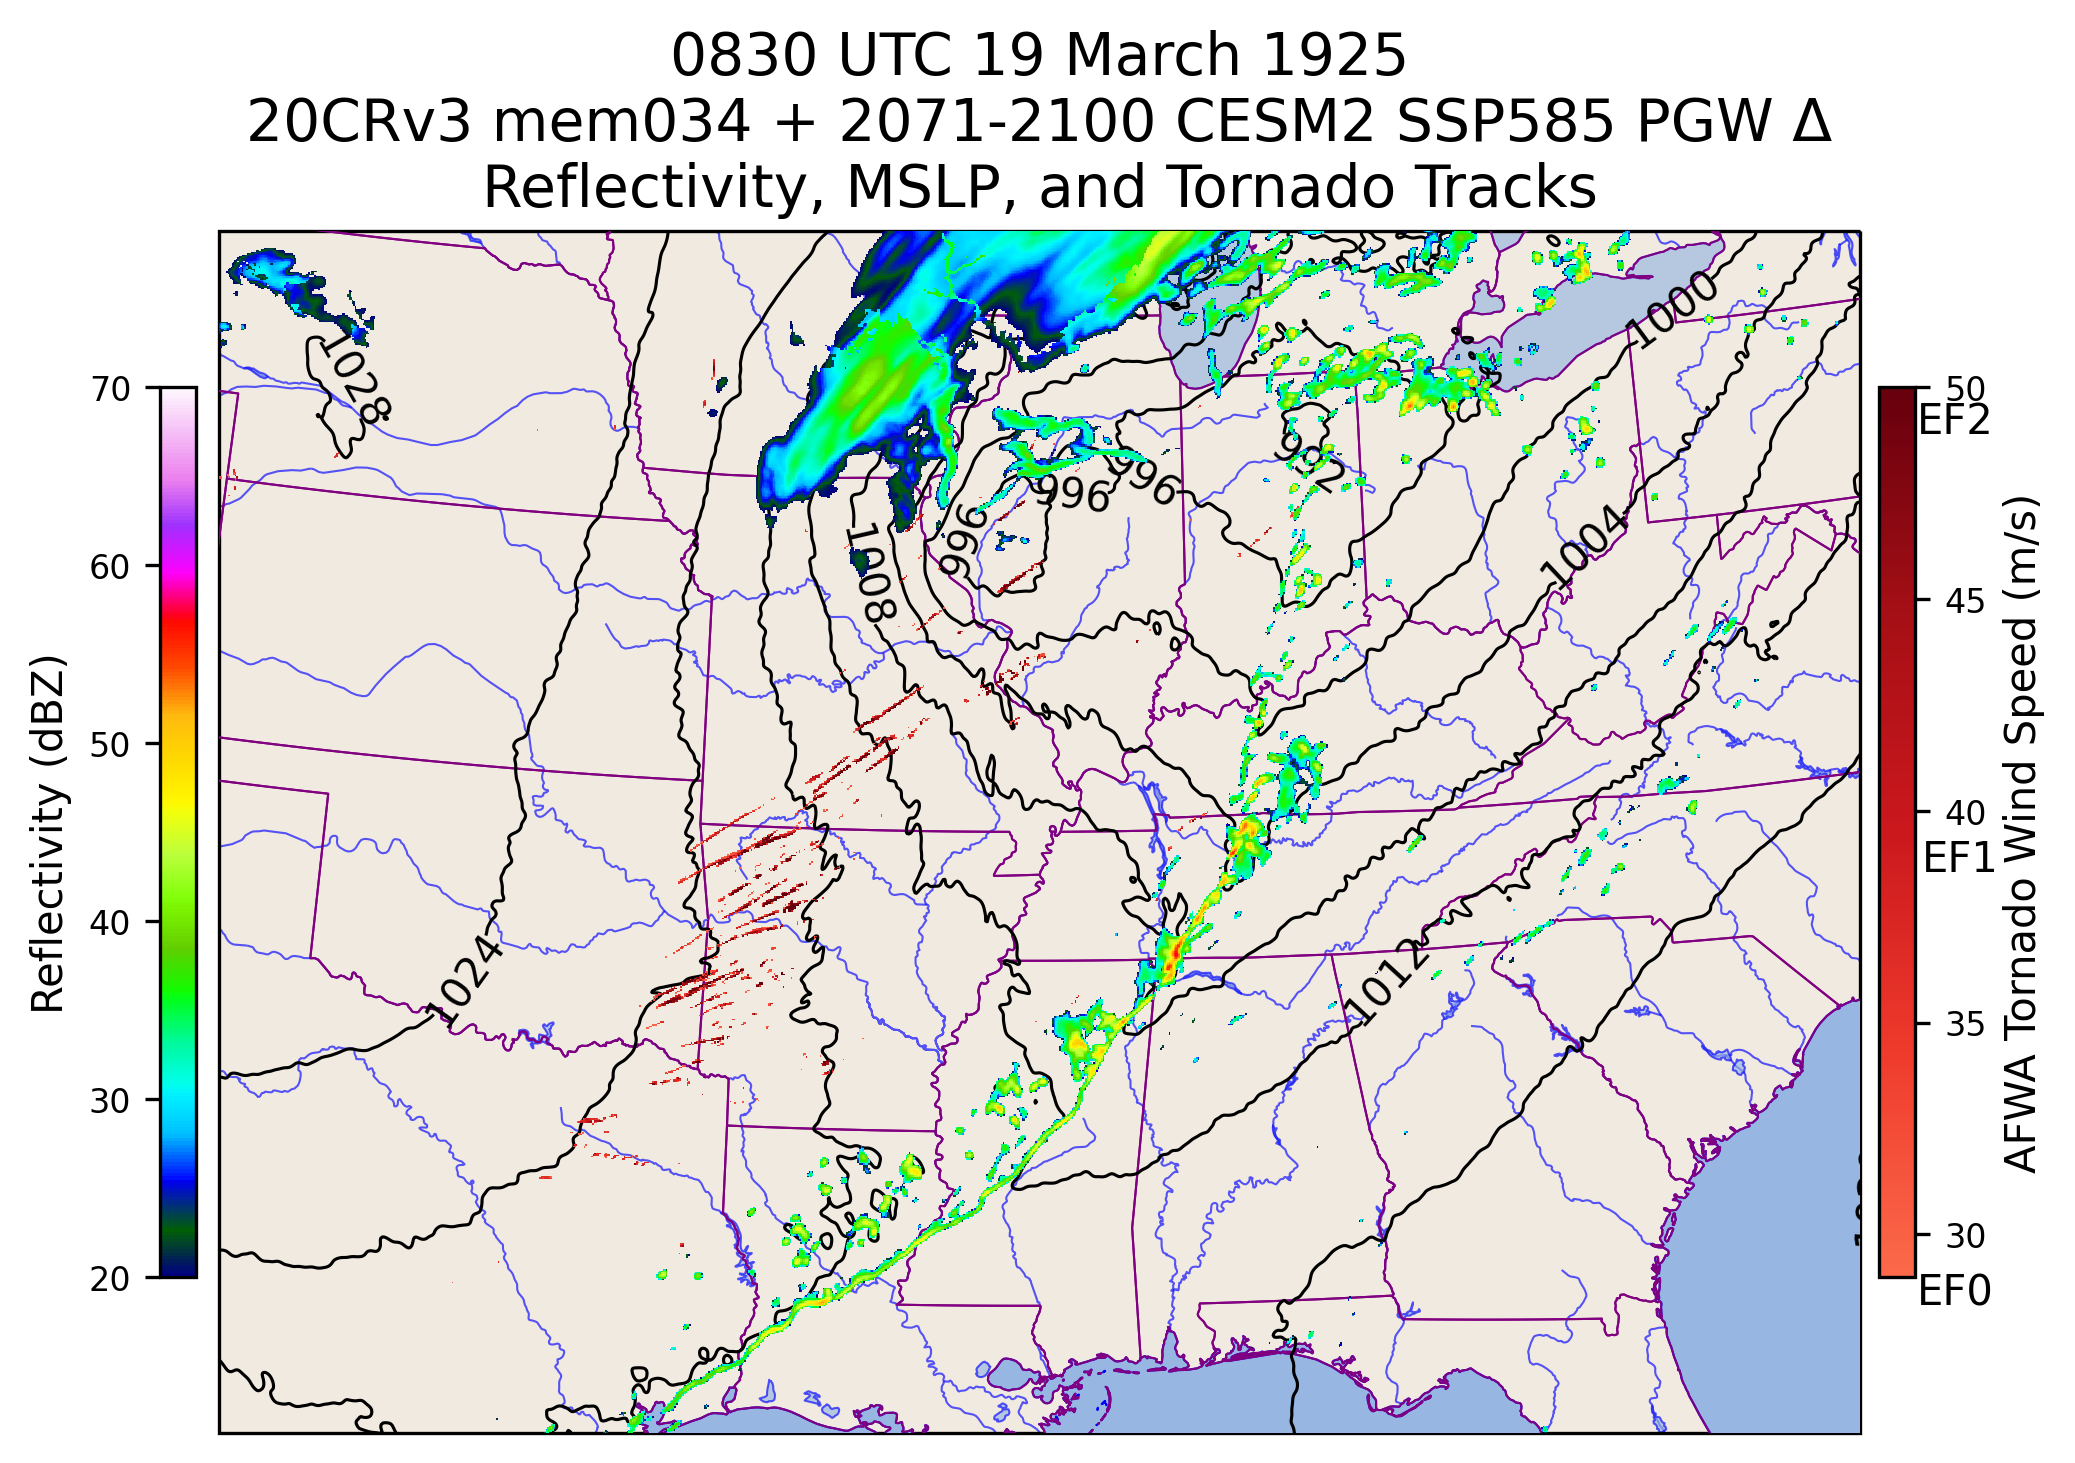 0830 UTC 19 March 1925
20CRv3 mem034 + 2071-2100 CESM2 SSP585 PGW Δ
Reflectivity, MSLP, and Tornado Tracks
Reflectivity (dBZ)
70
60
50
40
30
20
1028
1000
992
996
996
996
1008
1004
1024
1012
50
EF2
45
40
EF1
35
30
EF0
AFWA Tornado Wind Speed (m/s)